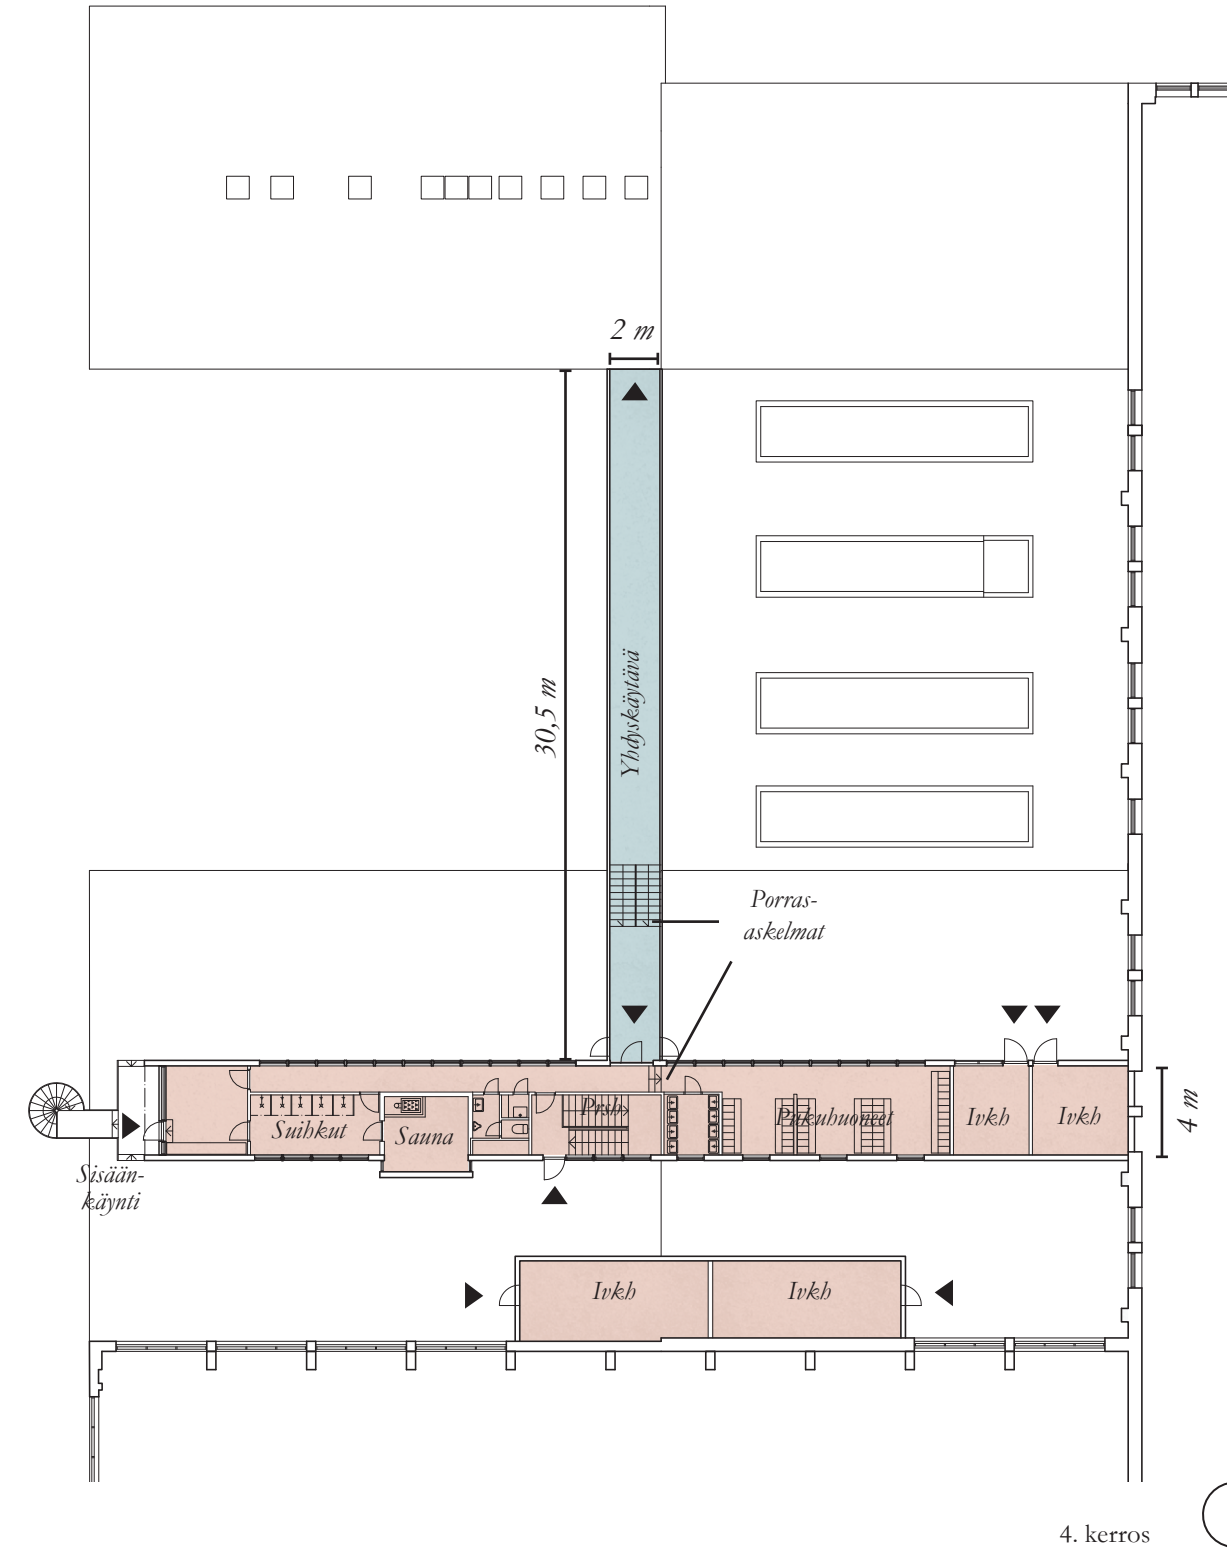 2 m
30,5 m
Yhdyskäytävä
Porras-
askelmat
4 m
Prsh
Suihkut
Sauna
Pukuhuoneet
Ivkh
Ivkh
Sisään-
käynti
Ivkh
Ivkh
4. kerros